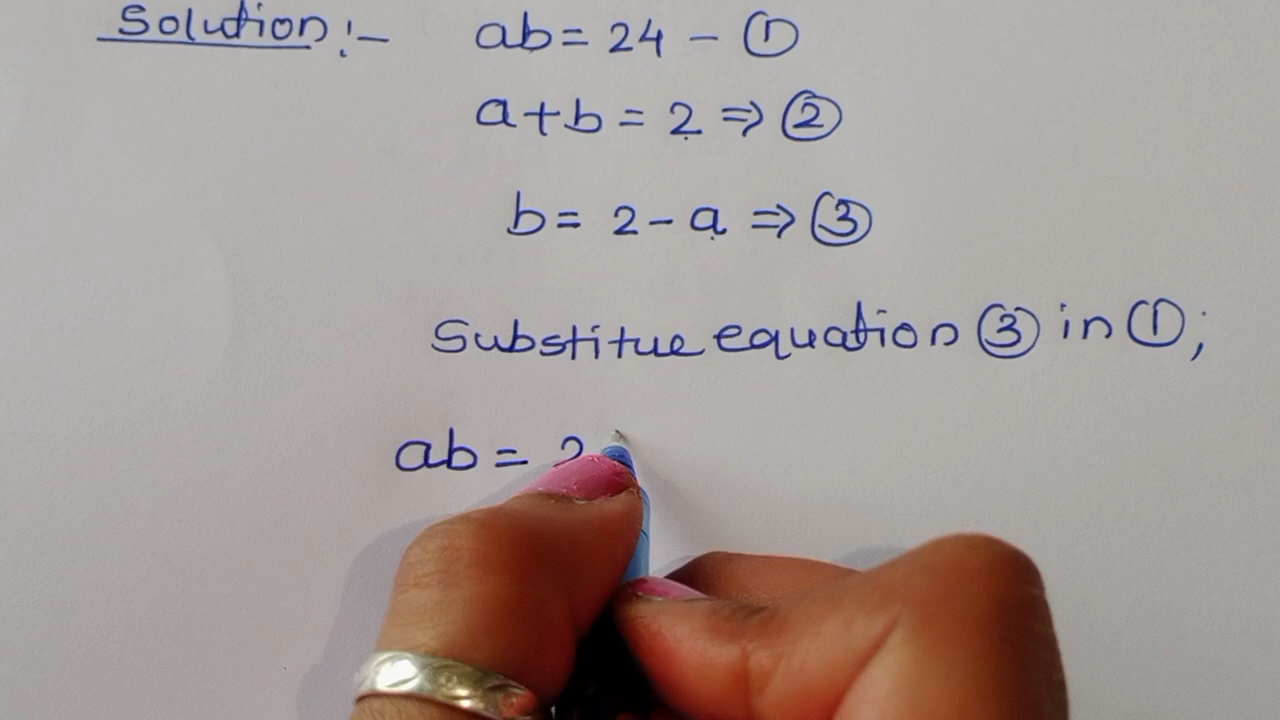 Solution:- ab = 24 - ①
a + b = 2 ⇒ ②
b = 2 - a ⇒ ③
Substitue equation ③ in ①;
ab = 2